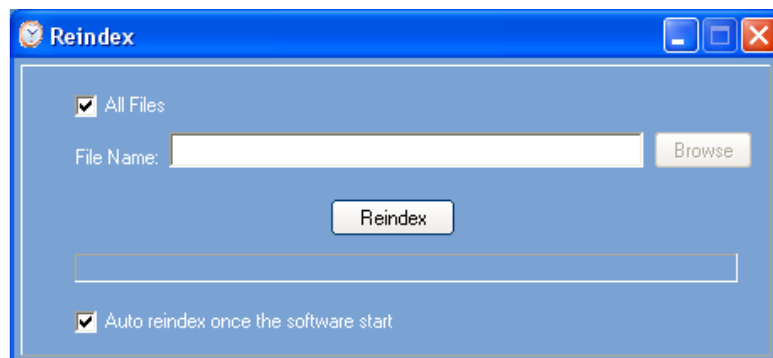 Reindex
All Files
File Name:
Browse
Reindex
Auto reindex once the software start